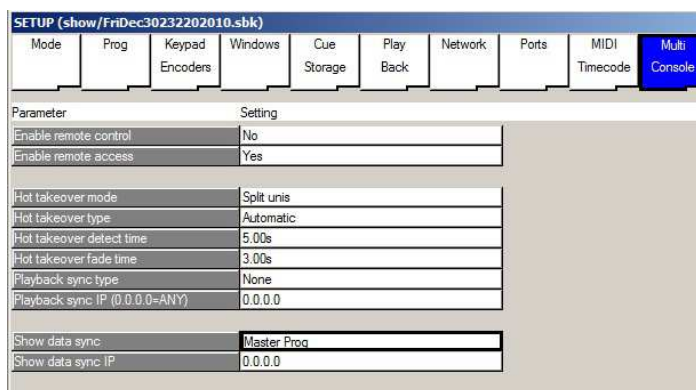 SETUP (show/FriDec30232202010.sbk)
Mode Prog Keypad Encoders Windows Cue Storage Play Back Network Ports MIDI Timecode Multi Console
Parameter Setting
Enable remote control No
Enable remote access Yes
Hot takeover mode Split unis
Hot takeover type Automatic
Hot takeover detect time 5.00s
Hot takeover fade time 3.00s
Playback sync type None
Playback sync IP (0.0.0.0=ANY) 0.0.0.0
Show data sync Master Prog
Show data sync IP 0.0.0.0